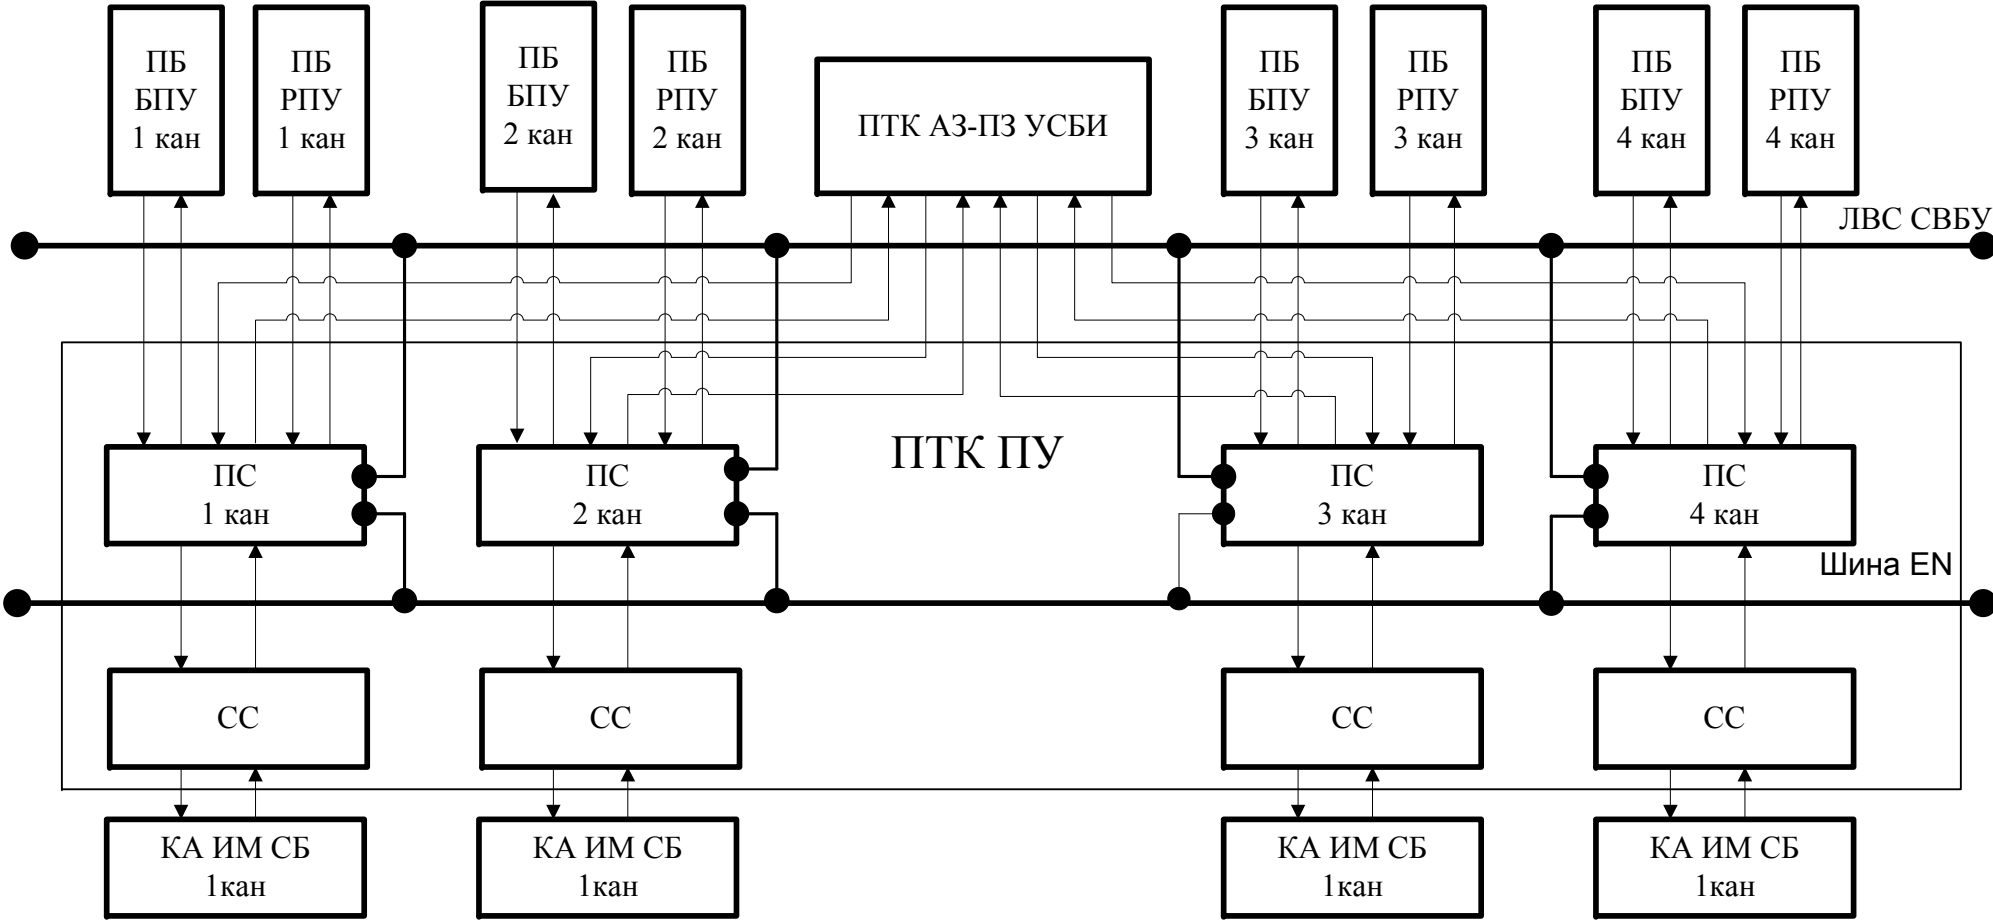 ПБ
БПУ
1 кан
ПБ
РПУ
1 кан
ПБ
БПУ
2 кан
ПБ
РПУ
2 кан
ПТК АЗ-ПЗ УСБИ
ПБ
БПУ
3 кан
ПБ
РПУ
3 кан
ПБ
БПУ
4 кан
ПБ
РПУ
4 кан
ЛВС СВБУ
ПТК ПУ
ПС
1 кан
ПС
2 кан
ПС
3 кан
ПС
4 кан
Шина EN
СС
СС
СС
СС
КА ИМ СБ
1кан
КА ИМ СБ
1кан
КА ИМ СБ
1кан
КА ИМ СБ
1кан